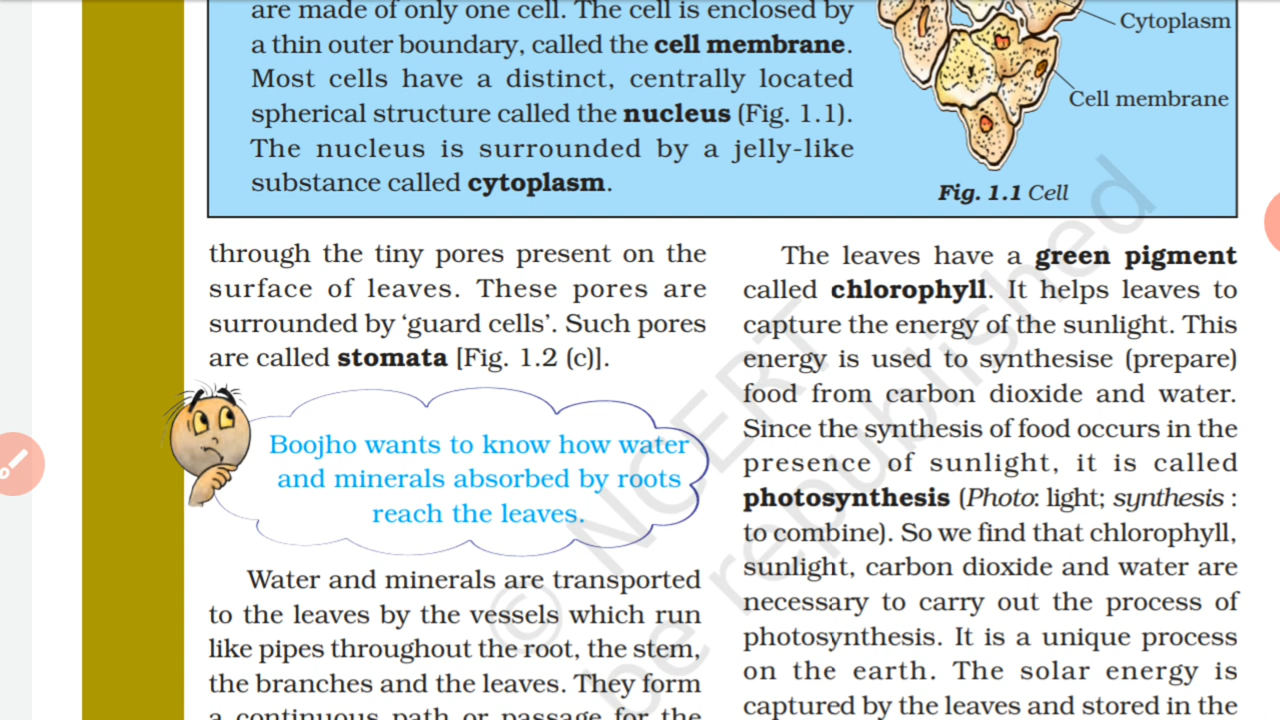 are made of only one cell. The cell is enclosed by
a thin outer boundary, called the cell membrane.
Most cells have a distinct, centrally located
spherical structure called the nucleus (Fig. 1.1).
The nucleus is surrounded by a jelly-like
substance called cytoplasm.
Cytoplasm
Cell membrane
Fig. 1.1 Cell
through the tiny pores present on the
surface of leaves. These pores are
surrounded by ‘guard cells’. Such pores
are called stomata [Fig. 1.2 (c)].
Boojho wants to know how water
and minerals absorbed by roots
reach the leaves.
Water and minerals are transported
to the leaves by the vessels which run
like pipes throughout the root, the stem,
the branches and the leaves. They form
a continuous path or passage for the
The leaves have a green pigment
called chlorophyll. It helps leaves to
capture the energy of the sunlight. This
energy is used to synthesise (prepare)
food from carbon dioxide and water.
Since the synthesis of food occurs in the
presence of sunlight, it is called
photosynthesis (Photo: light; synthesis :
to combine). So we find that chlorophyll,
sunlight, carbon dioxide and water are
necessary to carry out the process of
photosynthesis. It is a unique process
on the earth. The solar energy is
captured by the leaves and stored in the
© NCERT
be republished